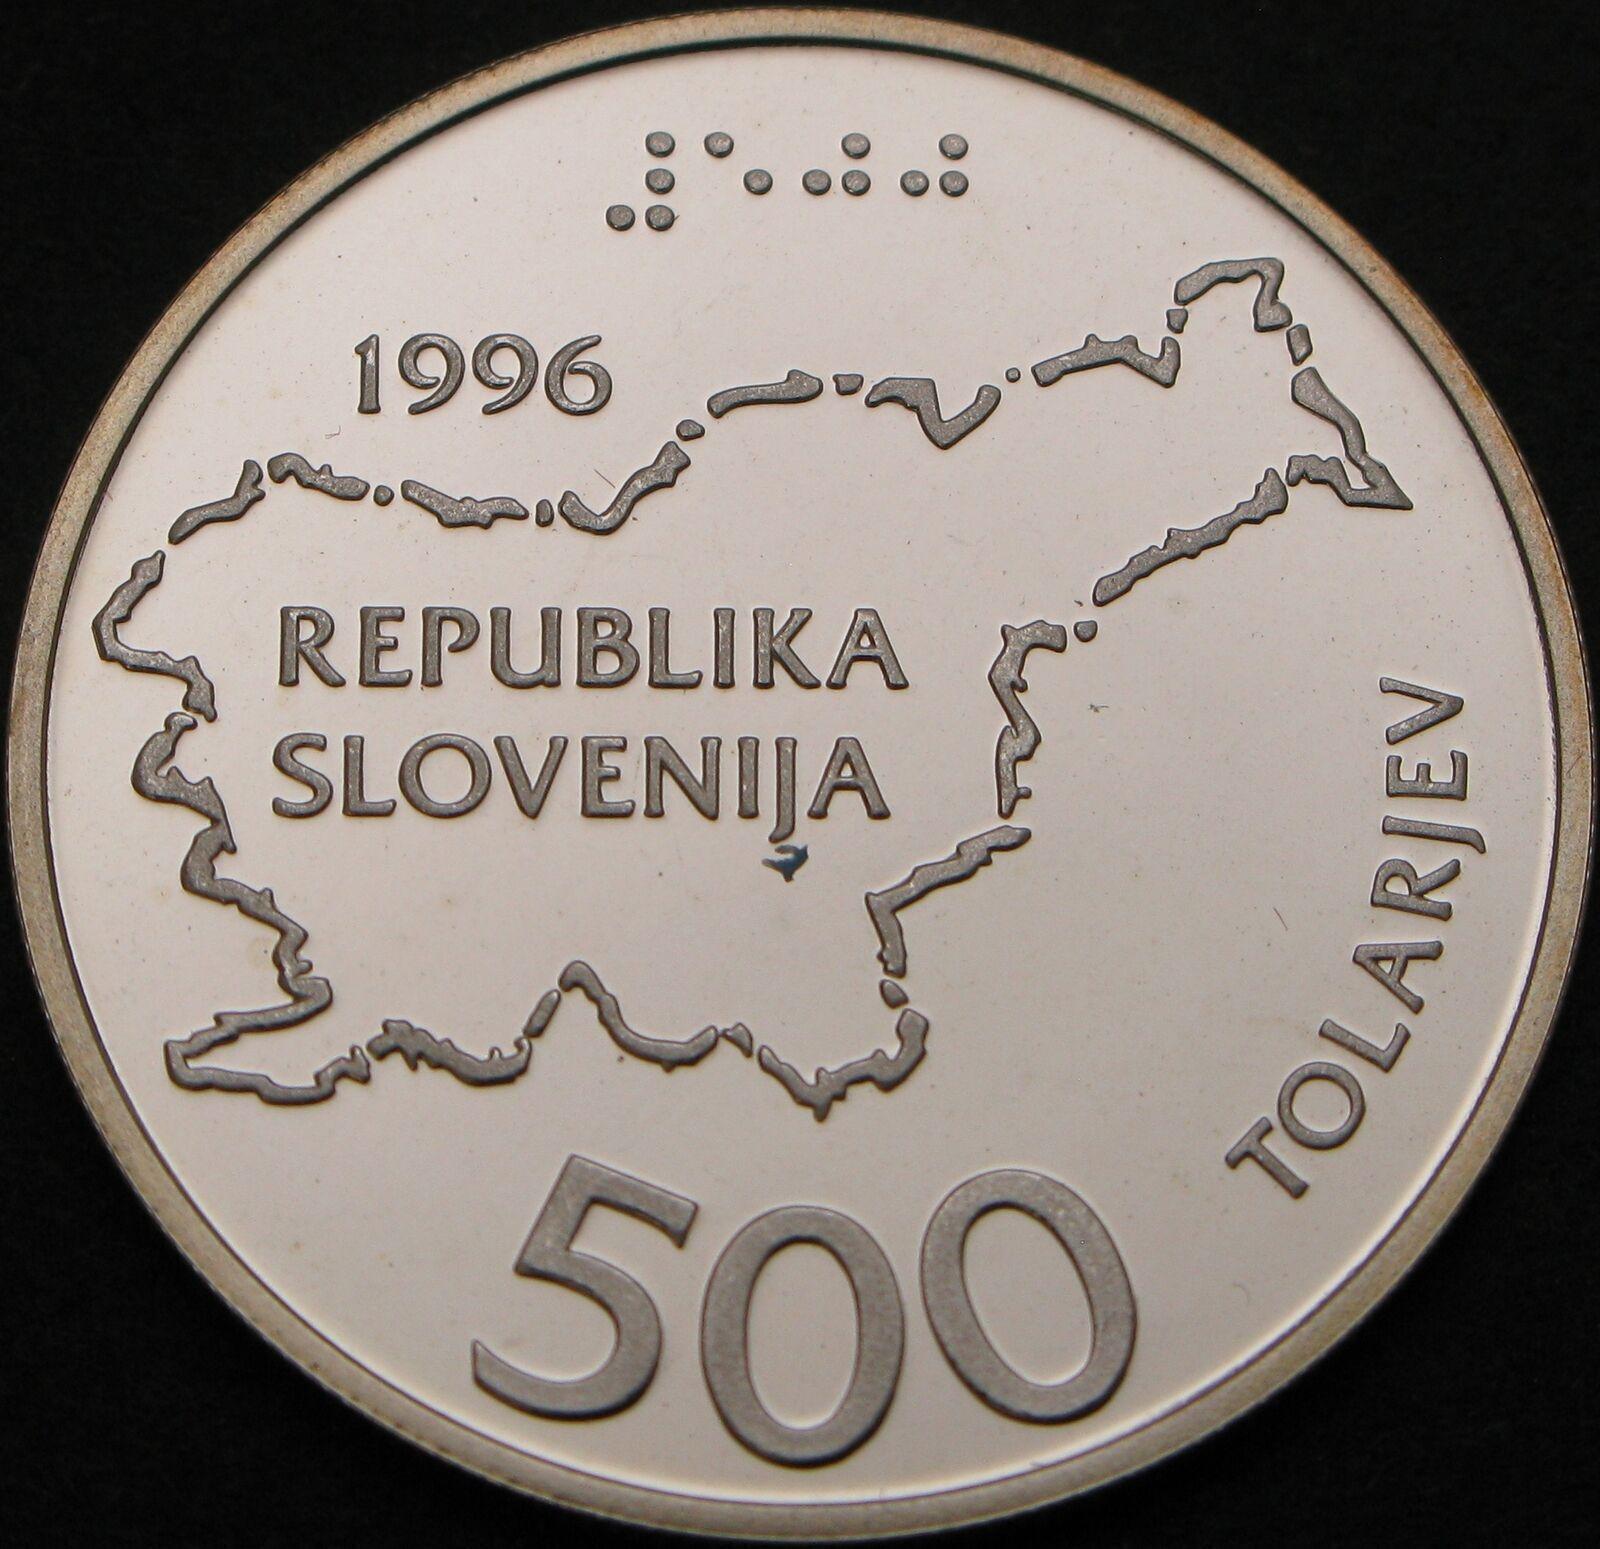 ⠼⠑⠚⠚
1996
REPUBLIKA
SLOVENIJA
500
TOLARJEV